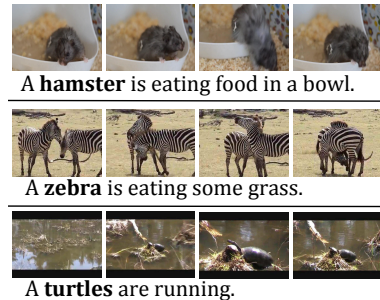 A hamster is eating food in a bowl.
A zebra is eating some grass.
A turtles are running.